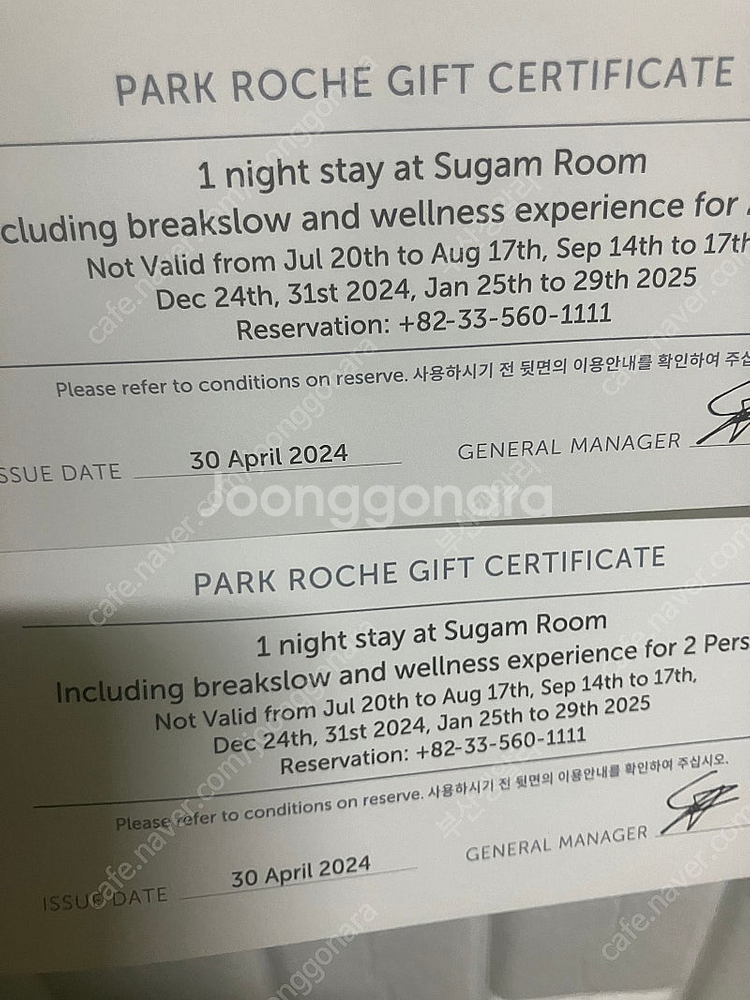 PARK ROCHE GIFT CERTIFICATE
1 night stay at Sugam Room
cluding breakslow and wellness experience for
Not Valid from Jul 20th to Aug 17th, Sep 14th to 17th
Dec 24th, 31st 2024, Jan 25th to 29th 2025
Reservation: +82-33-560-1111
Please refer to conditions on reserve. 사용하시기 전 뒷면의 이용안내를 확인하여 주십
SSUE DATE 30 April 2024 GENERAL MANAGER
Joonggonara
PARK ROCHE GIFT CERTIFICATE
1 night stay at Sugam Room
Including breakslow and wellness experience for 2 Pers
Not Valid from Jul 20th to Aug 17th, Sep 14th to 17th,
Dec 24th, 31st 2024, Jan 25th to 29th 2025
Reservation: +82-33-560-1111
Please refer to conditions on reserve. 사용하시기 전 뒷면의 이용안내를 확인하여 주십시오.
ISSUE DATE 30 April 2024 GENERAL MANAGER
cafe.naver.com/joonggonara